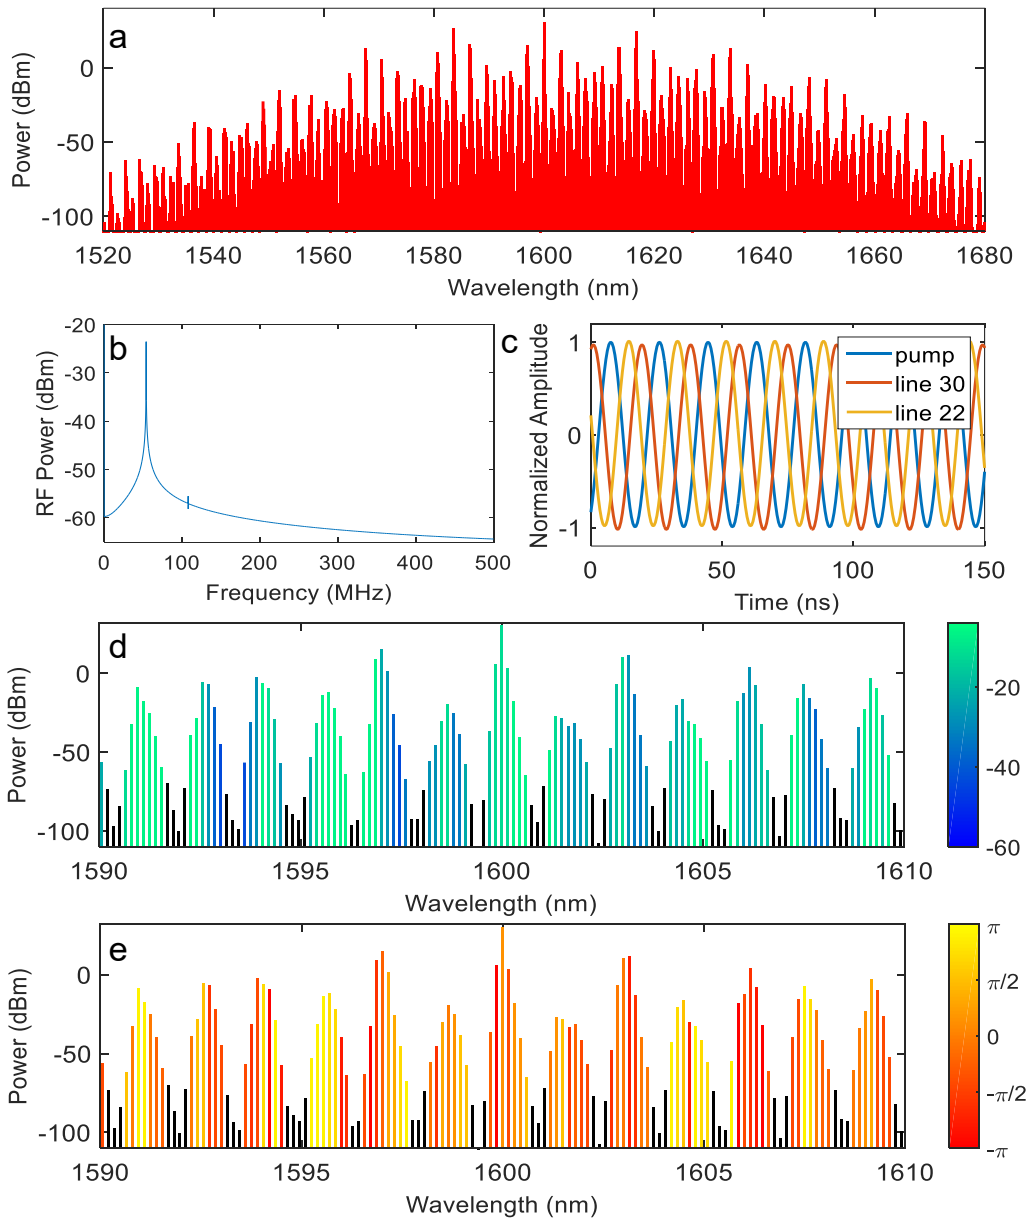 a
Power (dBm)
0
-50
-100
1520 1540 1560 1580 1600 1620 1640 1660 1680
Wavelength (nm)
b
RF Power (dBm)
-20
-30
-40
-50
-60
0 100 200 300 400 500
Frequency (MHz)
c
Normalized Amplitude
1
0
-1
pump
line 30
line 22
0 50 100 150
Time (ns)
d
Power (dBm)
0
-50
-100
1590 1595 1600 1605 1610
Wavelength (nm)
-20
-40
-60
e
Power (dBm)
0
-50
-100
1590 1595 1600 1605 1610
Wavelength (nm)
π
π/2
0
-π/2
-π